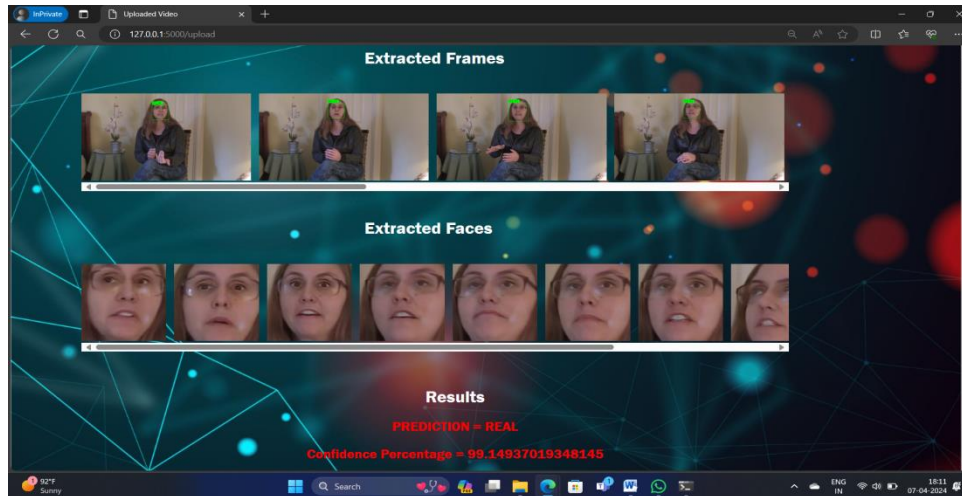 InPrivate
Uploaded Video
127.0.0.1:5000/upload
Extracted Frames
Extracted Faces
Results
PREDICTION = REAL
Confidence Percentage = 99.14937019348145
1
92°F
Sunny
Search
ENG
IN
18:11
07-04-2024